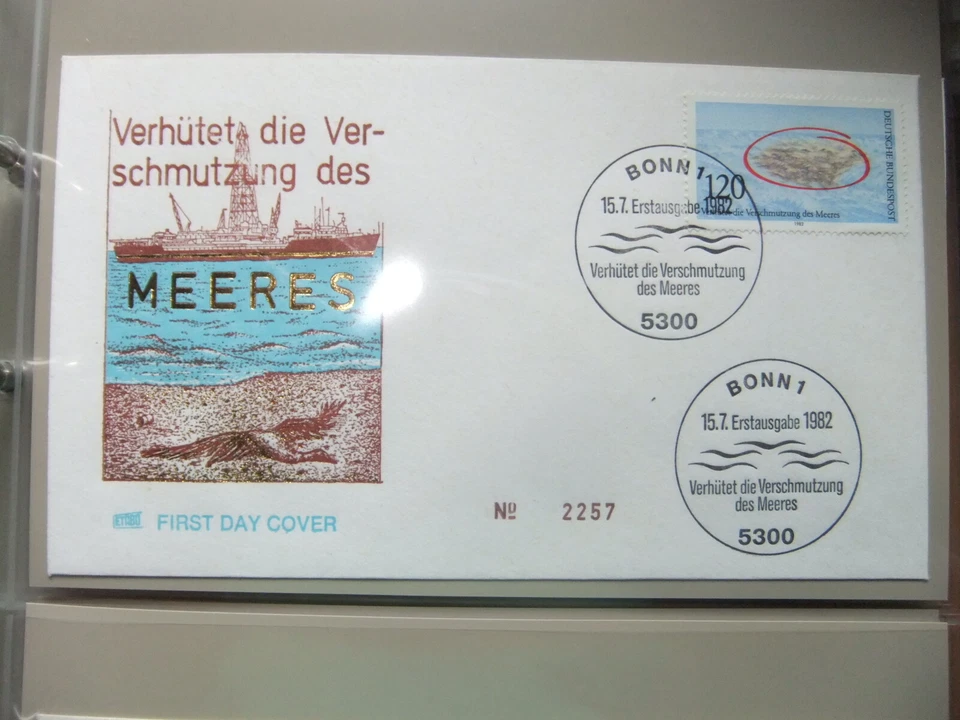 Verhütet die Ver-
schmutzung des
MEERES
FIRST DAY COVER
Nº 2257
DEUTSCHE BUNDESPOST
120
Verhütet die Verschmutzung des Meeres
1982
BONN 1
15.7. Erstausgabe 1982
Verhütet die Verschmutzung
des Meeres
5300
BONN 1
15.7. Erstausgabe 1982
Verhütet die Verschmutzung
des Meeres
5300